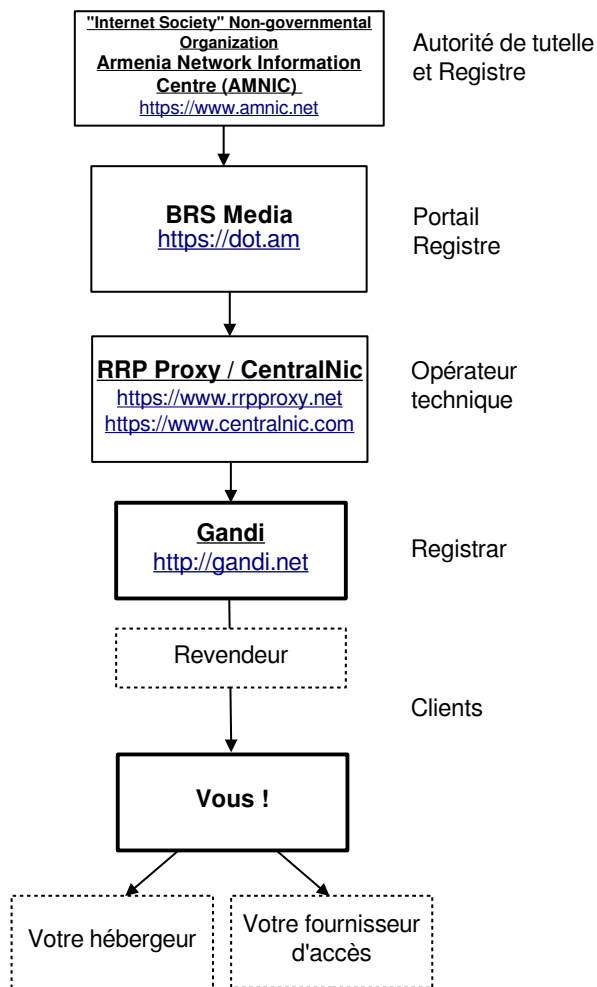 "Internet Society" Non-governmental
Organization
Armenia Network Information
Centre (AMNIC)
https://www.amnic.net
Autorité de tutelle
et Registre
BRS Media
https://dot.am
Portail
Registre
RRP Proxy / CentralNic
https://www.rrpproxy.net
https://www.centralnic.com
Opérateur
technique
Gandi
http://gandi.net
Registrar
Revendeur
Clients
Vous !
Votre hébergeur
Votre fournisseur
d'accès